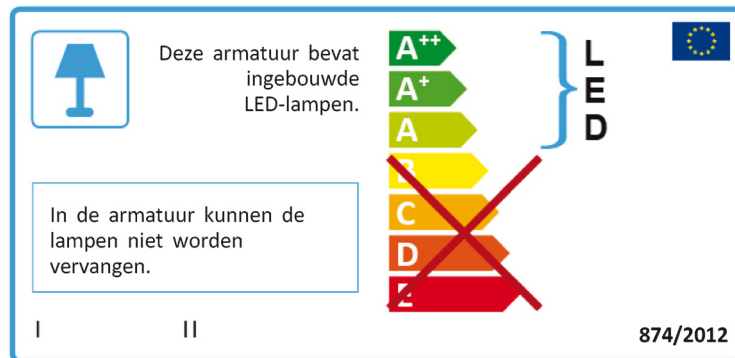 Deze armatuur bevat
ingebouwde
LED-lampen.
A++
A+
A
B
C
D
E
L
E
D
In de armatuur kunnen de
lampen niet worden
vervangen.
I II
874/2012